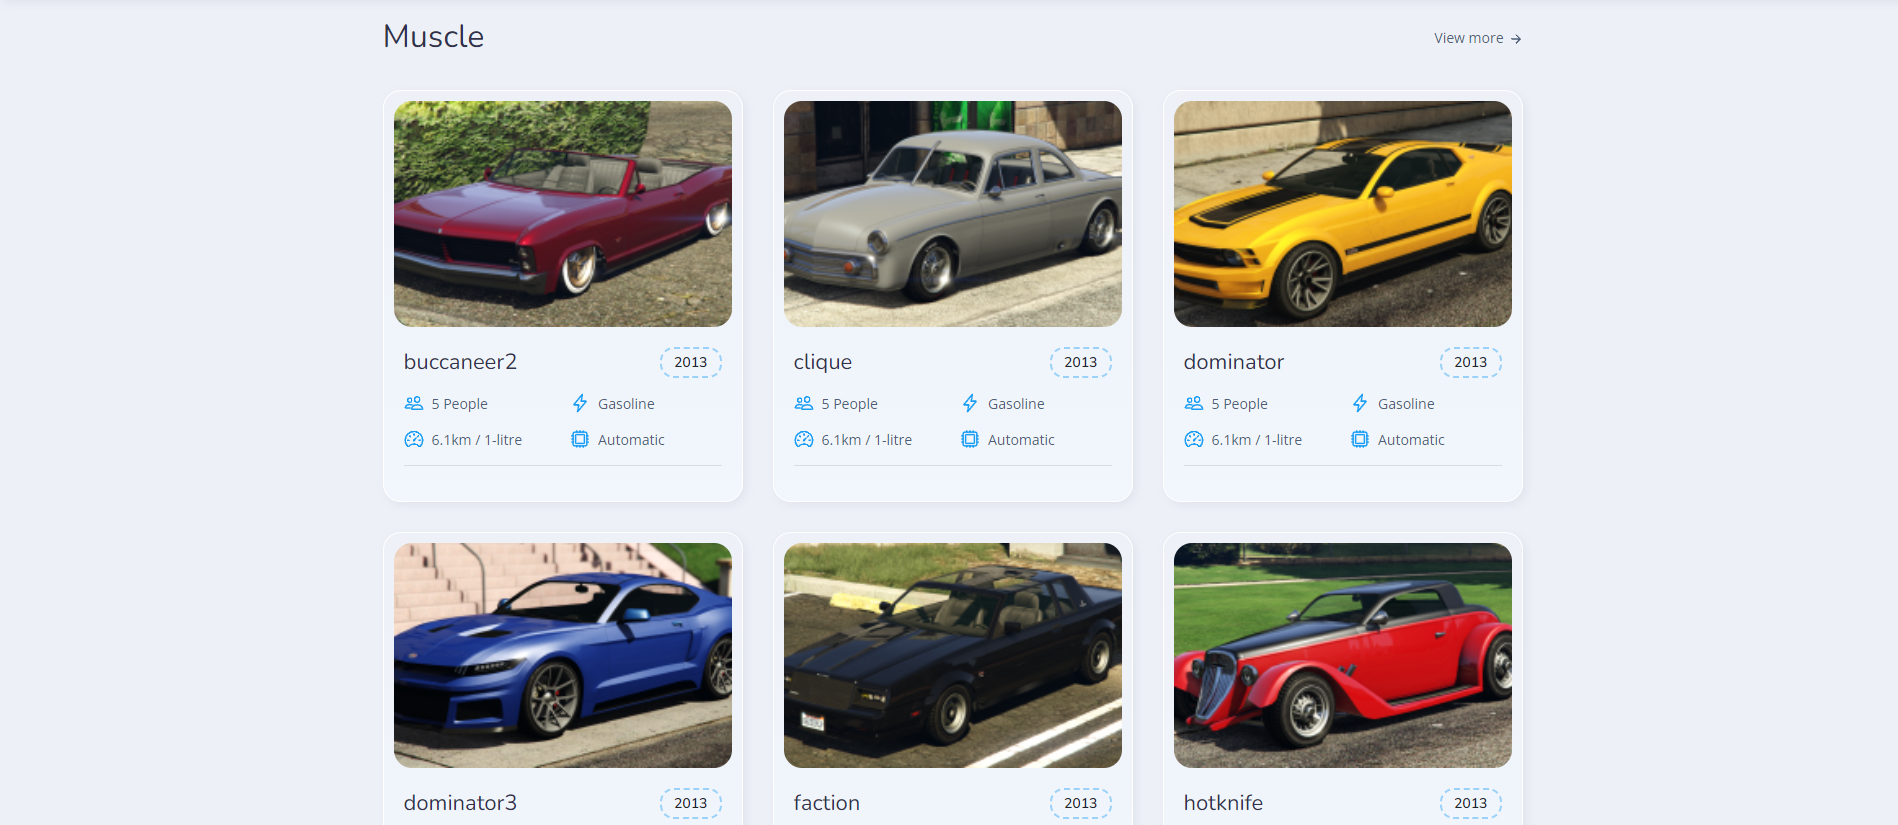 Muscle
View more
buccaneer2
2013
5 People
Gasoline
6.1km / 1-litre
Automatic
clique
2013
5 People
Gasoline
6.1km / 1-litre
Automatic
dominator
2013
5 People
Gasoline
6.1km / 1-litre
Automatic
dominator3
2013
faction
2013
hotknife
2013